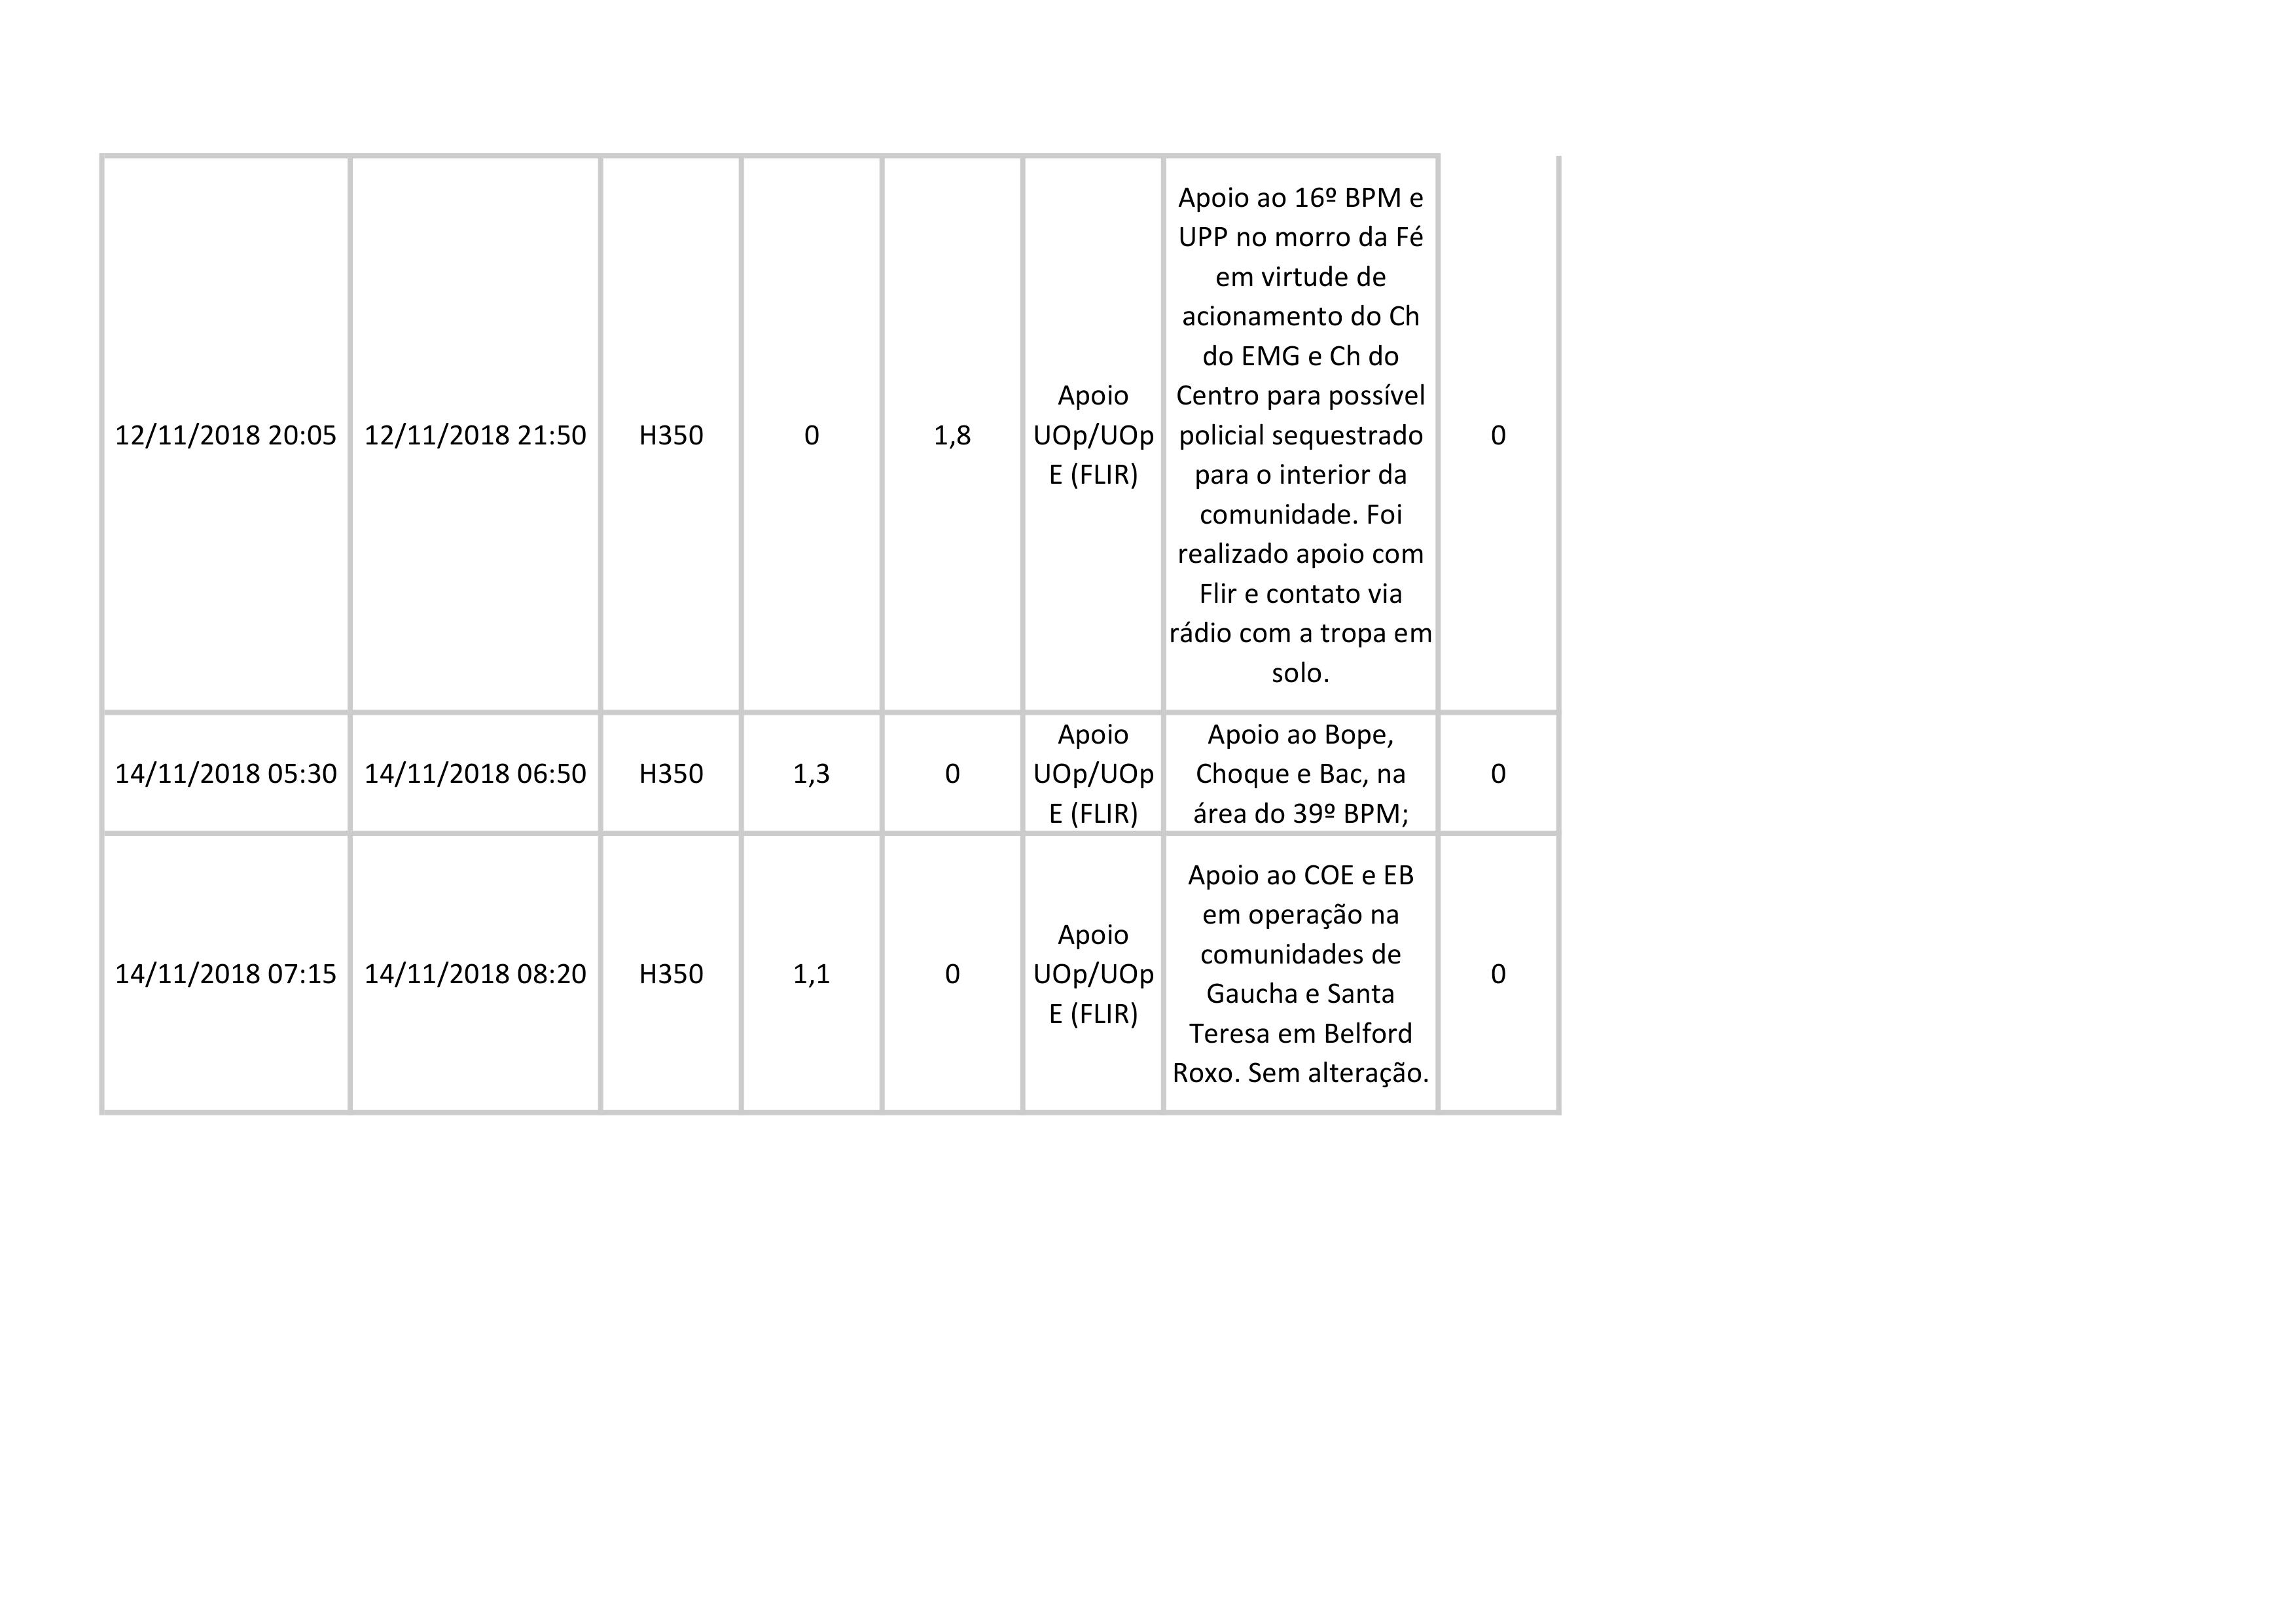 12/11/2018 20:05
12/11/2018 21:50
H350
0
1,8
Apoio
UOp/UOp
E (FLIR)
Apoio ao 16º BPM e
UPP no morro da Fé
em virtude de
acionamento do Ch
do EMG e Ch do
Centro para possível
policial sequestrado
para o interior da
comunidade. Foi
realizado apoio com
Flir e contato via
rádio com a tropa em
solo.
0
14/11/2018 05:30
14/11/2018 06:50
H350
1,3
0
Apoio
UOp/UOp
E (FLIR)
Apoio ao Bope,
Choque e Bac, na
área do 39º BPM;
0
14/11/2018 07:15
14/11/2018 08:20
H350
1,1
0
Apoio
UOp/UOp
E (FLIR)
Apoio ao COE e EB
em operação na
comunidades de
Gaucha e Santa
Teresa em Belford
Roxo. Sem alteração.
0